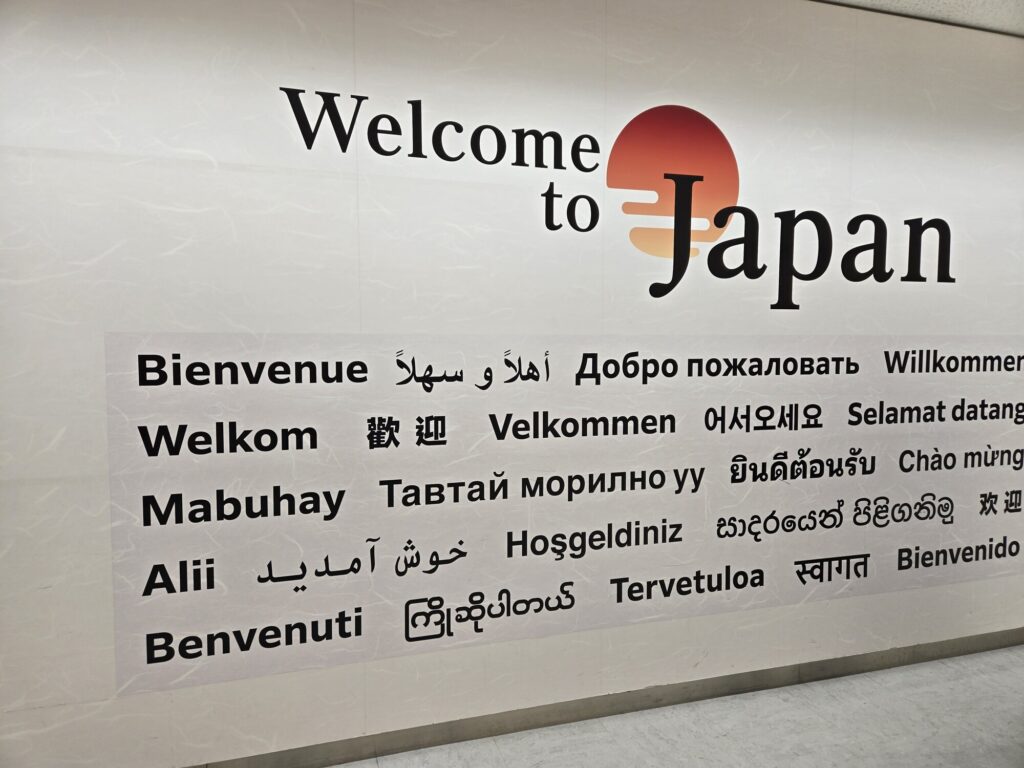 Welcome
to
Japan
Bienvenue أهلاً و سهلاً Добро пожаловать Willkommen
Welkom 歡迎 Velkommen 어서오세요 Selamat datang
Mabuhay Тавтай морилно уу ยินดีต้อนรับ Chào mừng
Alii خوش آمدید Hoşgeldiniz සාදරයෙන් පිළිගනිමු 欢迎
Benvenuti ကြိုဆိုပါတယ် Tervetuloa स्वागत Bienvenido